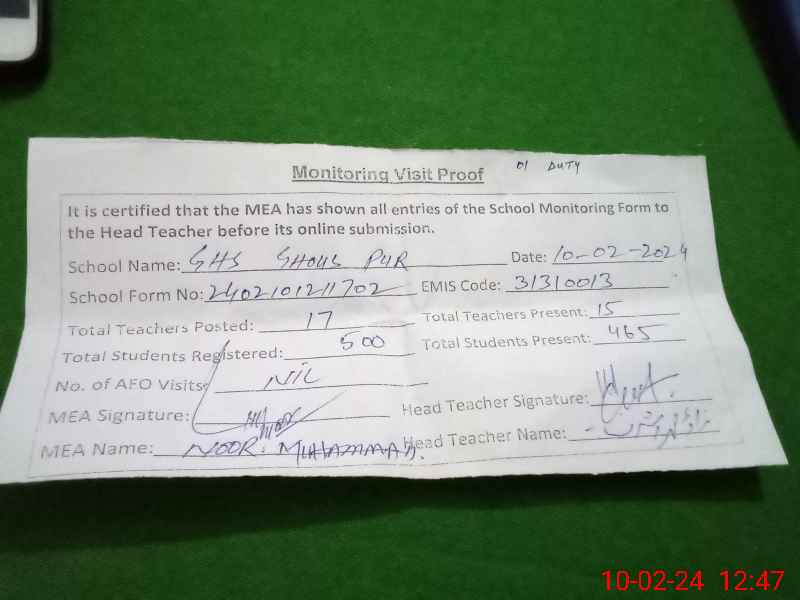 Monitoring Visit Proof 01 DUTY
It is certified that the MEA has shown all entries of the School Monitoring Form to
the Head Teacher before its online submission.
School Name: GHS GHOUS PUR Date: 10-02-2024
School Form No: 2402101211702 EMIS Code: 31310013
Total Teachers Posted: 17 Total Teachers Present: 15
Total Students Registered: 500 Total Students Present: 465
No. of AFO Visits: NIL
MEA Signature: Head Teacher Signature:
MEA Name: NOOR MUHAMMAD. Head Teacher Name:
10-02-24 12:47